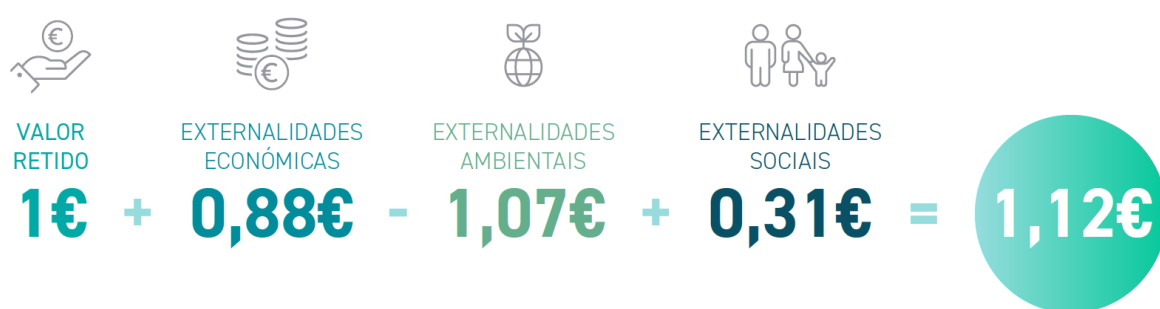 €
€
VALOR
RETIDO
EXTERNALIDADES
ECONÓMICAS
EXTERNALIDADES
AMBIENTAIS
EXTERNALIDADES
SOCIAIS
1€ + 0,88€ - 1,07€ + 0,31€ = 1,12€